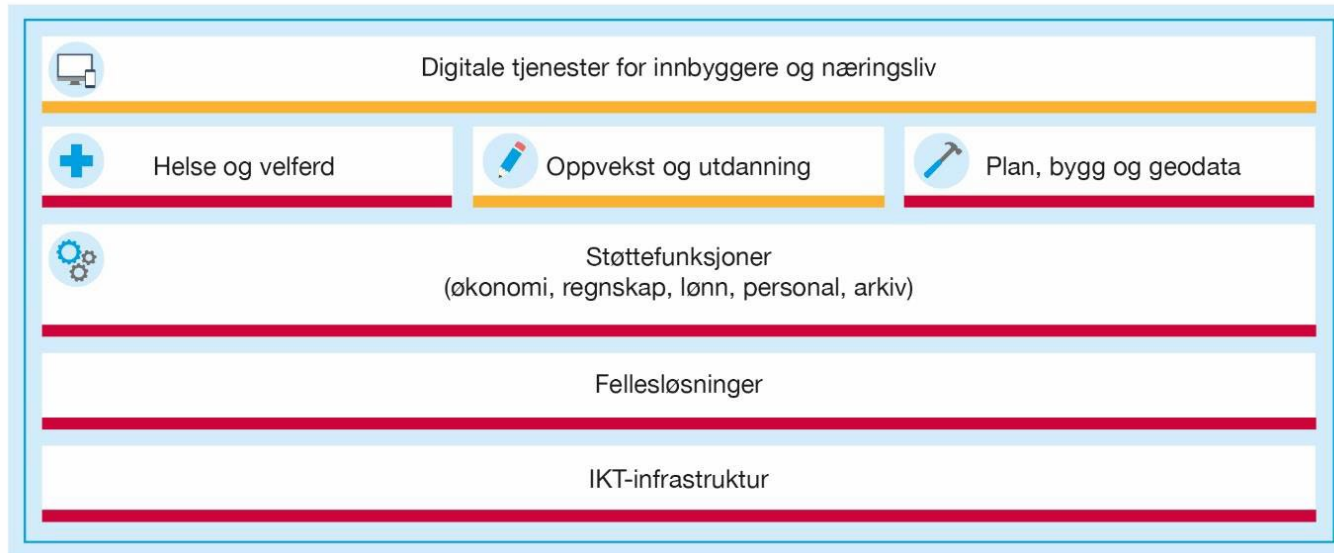 Digitale tjenester for innbyggere og næringsliv
Helse og velferd
Oppvekst og utdanning
Plan, bygg og geodata
Støttefunksjoner
(økonomi, regnskap, lønn, personal, arkiv)
Fellesløsninger
IKT-infrastruktur